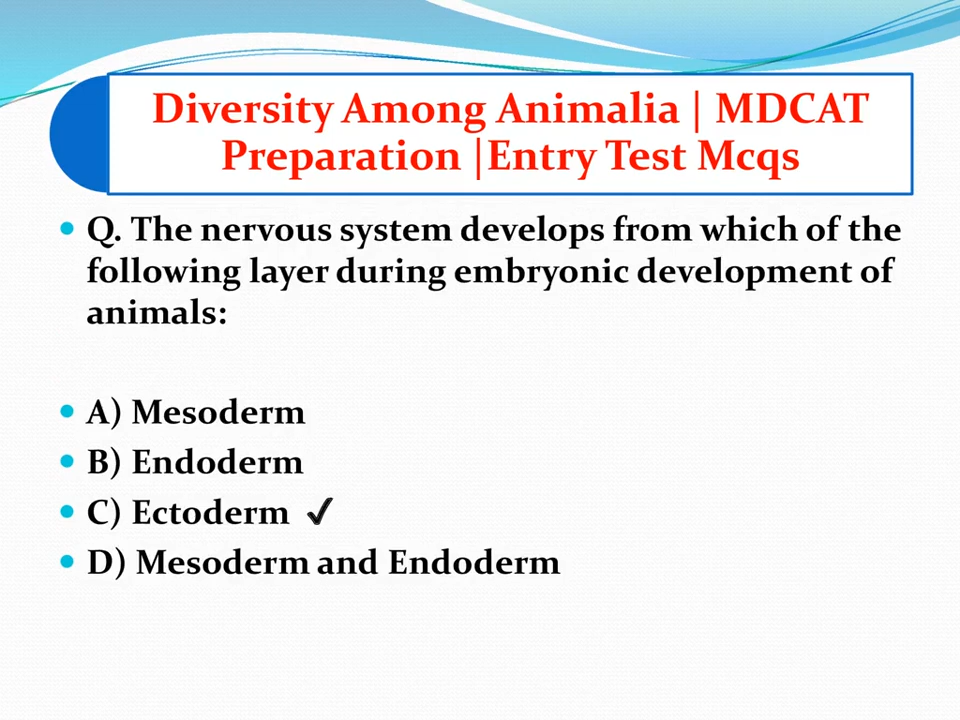 Diversity Among Animalia | MDCAT
Preparation |Entry Test Mcqs
• Q. The nervous system develops from which of the
following layer during embryonic development of
animals:
• A) Mesoderm
• B) Endoderm
• C) Ectoderm ✓
• D) Mesoderm and Endoderm